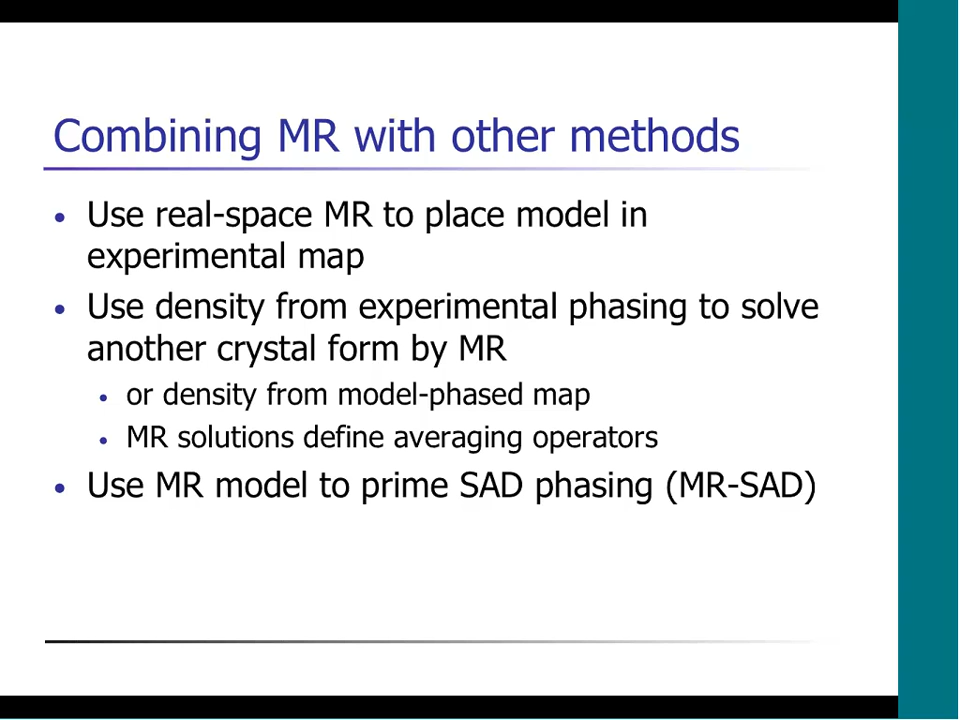 Combining MR with other methods
• Use real-space MR to place model in
experimental map
• Use density from experimental phasing to solve
another crystal form by MR
• or density from model-phased map
• MR solutions define averaging operators
• Use MR model to prime SAD phasing (MR-SAD)